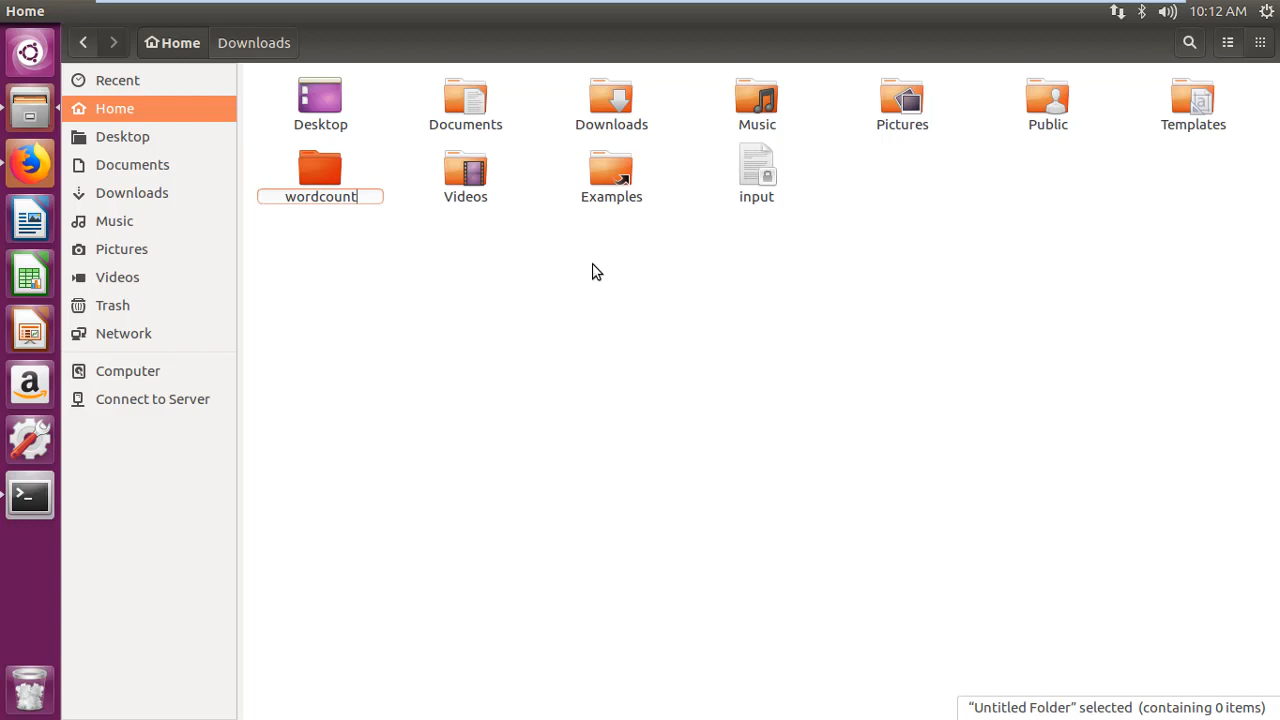 Home
10:12 AM
Home
Downloads
Recent
Home
Desktop
Documents
Downloads
Music
Pictures
Videos
Trash
Network
Computer
Connect to Server
Desktop
Documents
Downloads
Music
Pictures
Public
Templates
wordcount
Videos
Examples
input
"Untitled Folder" selected (containing 0 items)